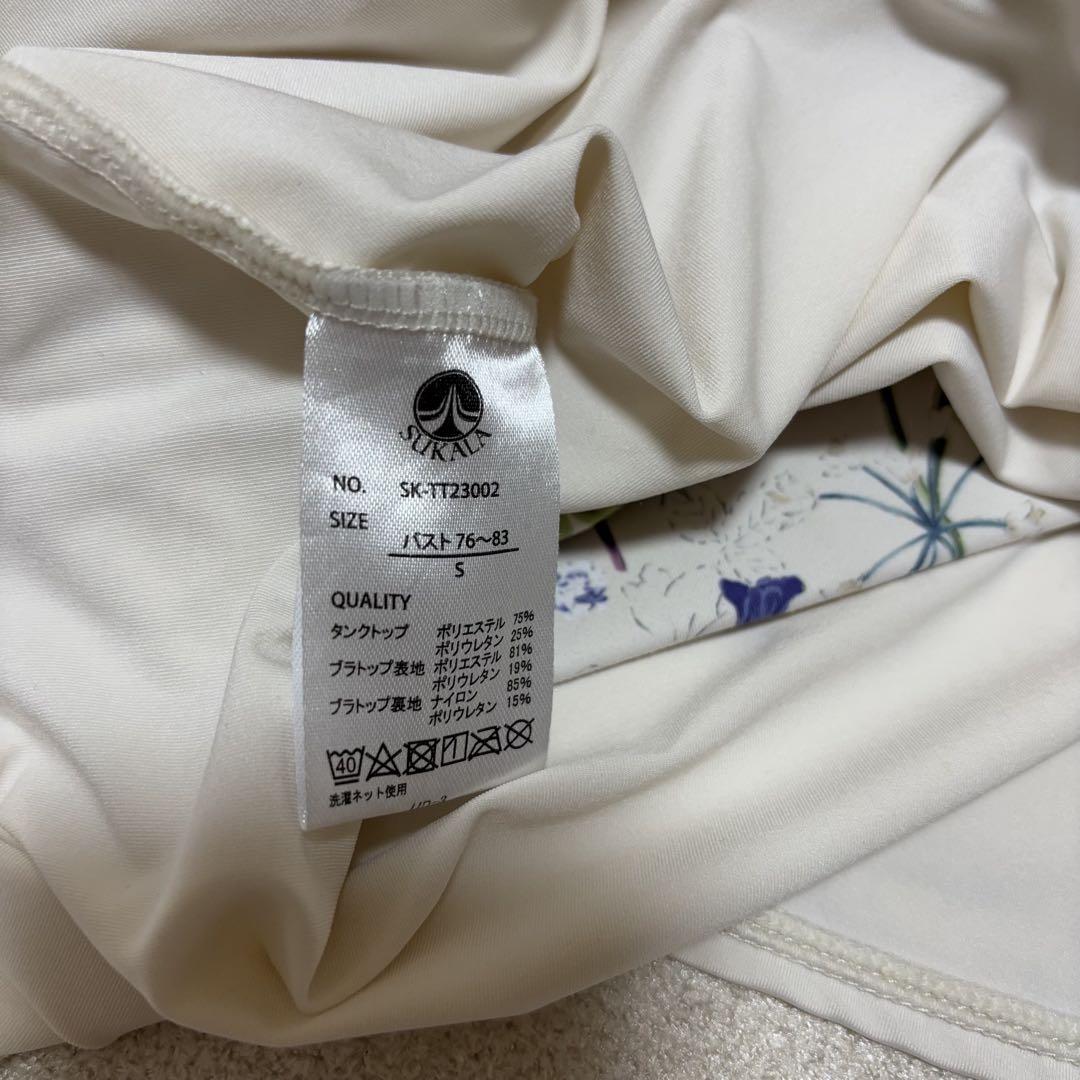 SUKALA
NO. SK-TT23002
SIZE バスト 76〜83
S
QUALITY
タンクトップ ポリエステル 75%
ポリウレタン 25%
ブラトップ表地 ポリエステル 81%
ポリウレタン 19%
ブラトップ裏地 ナイロン 85%
ポリウレタン 15%
40
洗濯ネット使用